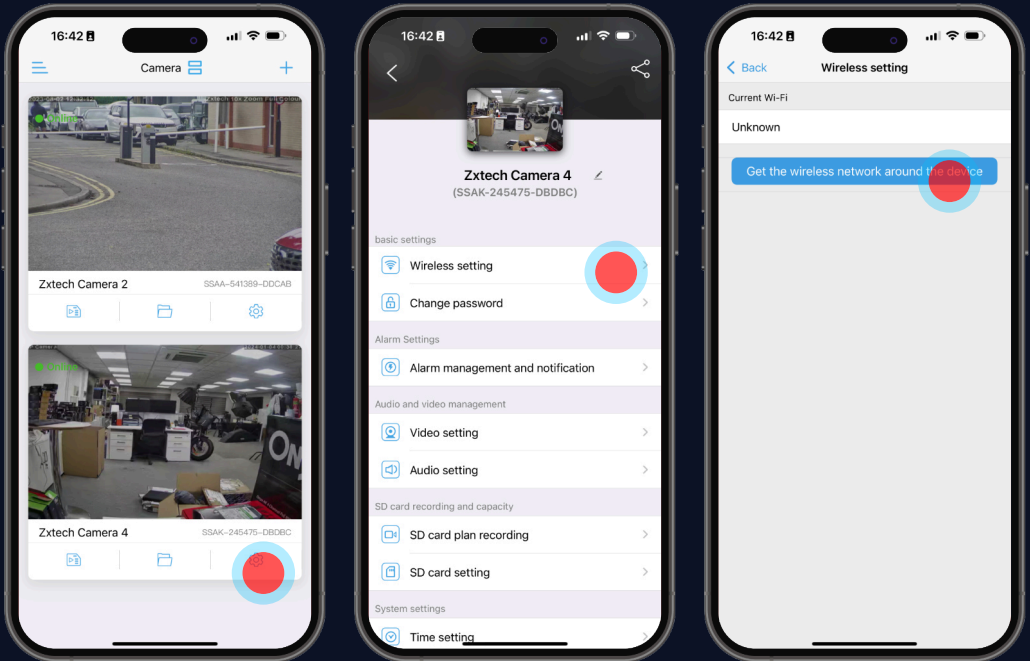 16:42
Camera
Online
Zxtech Camera 2
SSAA-541389-DDCAB
Zxtech Camera 4
SSAK-245475-DBDBC
16:42
Zxtech Camera 4
(SSAK-245475-DBDBC)
basic settings
Wireless setting
Change password
Alarm Settings
Alarm management and notification
Audio and video management
Video setting
Audio setting
SD card recording and capacity
SD card plan recording
SD card setting
System settings
Time setting
16:42
Back
Wireless setting
Current Wi-Fi
Unknown
Get the wireless network around the device